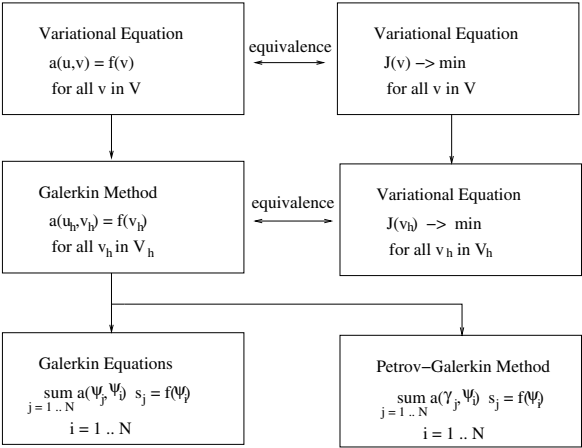 Variational Equation
a(u,v) = f(v)
for all v in V
equivalence
Variational Equation
J(v) −> min
for all v in V
Galerkin Method
a(u_h,v_h) = f(v_h)
for all v_h in V_h
equivalence
Variational Equation
J(v_h) −> min
for all v_h in V_h
Galerkin Equations
sum a(ψ_j,ψ_i) s_j = f(ψ_i)
j = 1 .. N
i = 1 .. N
Petrov−Galerkin Method
sum a(γ_j,ψ_i) s_j = f(ψ_i)
j = 1 .. N
i = 1 .. N